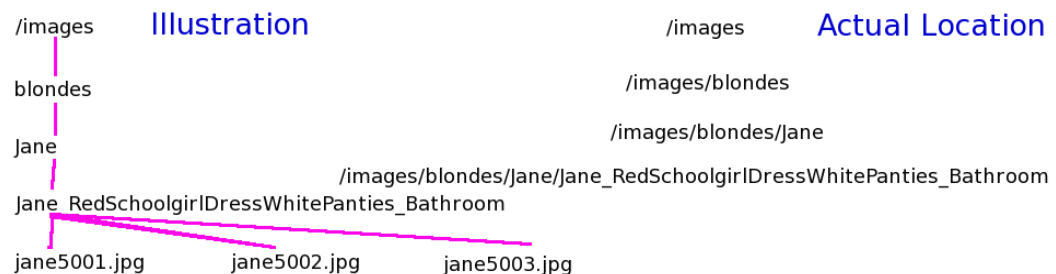 /images Illustration /images Actual Location
blondes /images/blondes
Jane /images/blondes/Jane
/images/blondes/Jane/Jane_RedSchoolgirlDressWhitePanties_Bathroom
Jane_RedSchoolgirlDressWhitePanties_Bathroom
jane5001.jpg jane5002.jpg jane5003.jpg